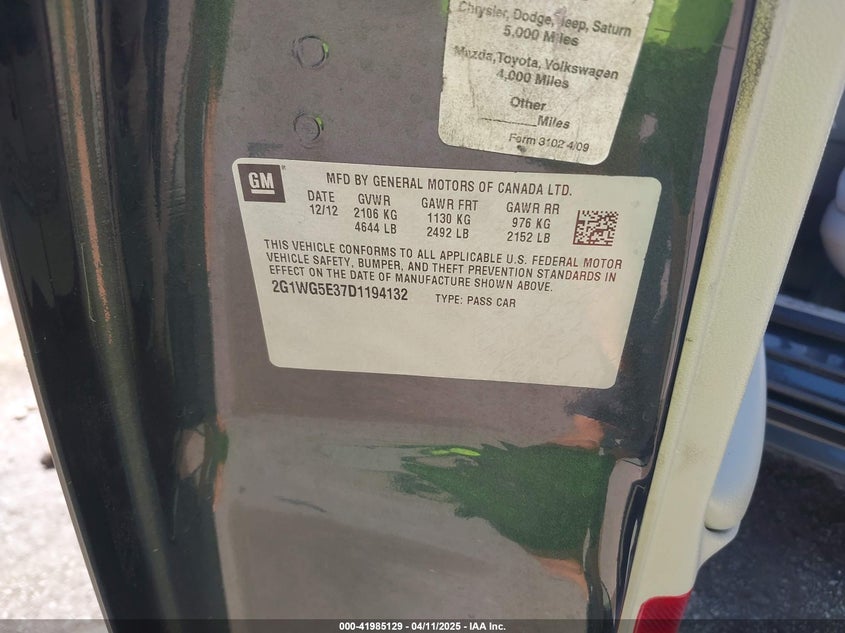 Chrysler, Dodge, Jeep, Saturn
5,000 Miles
Mazda, Toyota, Volkswagen
4,000 Miles
Other
______Miles
Form 3102 4/09
GM
MFD BY GENERAL MOTORS OF CANADA LTD.
DATE GVWR GAWR FRT GAWR RR
12/12 2106 KG 1130 KG 976 KG
4644 LB 2492 LB 2152 LB
THIS VEHICLE CONFORMS TO ALL APPLICABLE U.S. FEDERAL MOTOR
VEHICLE SAFETY, BUMPER, AND THEFT PREVENTION STANDARDS IN
EFFECT ON THE DATE OF MANUFACTURE SHOWN ABOVE.
2G1WG5E37D1194132 TYPE: PASS CAR
000-41985129 - 04/11/2025 - IAA Inc.